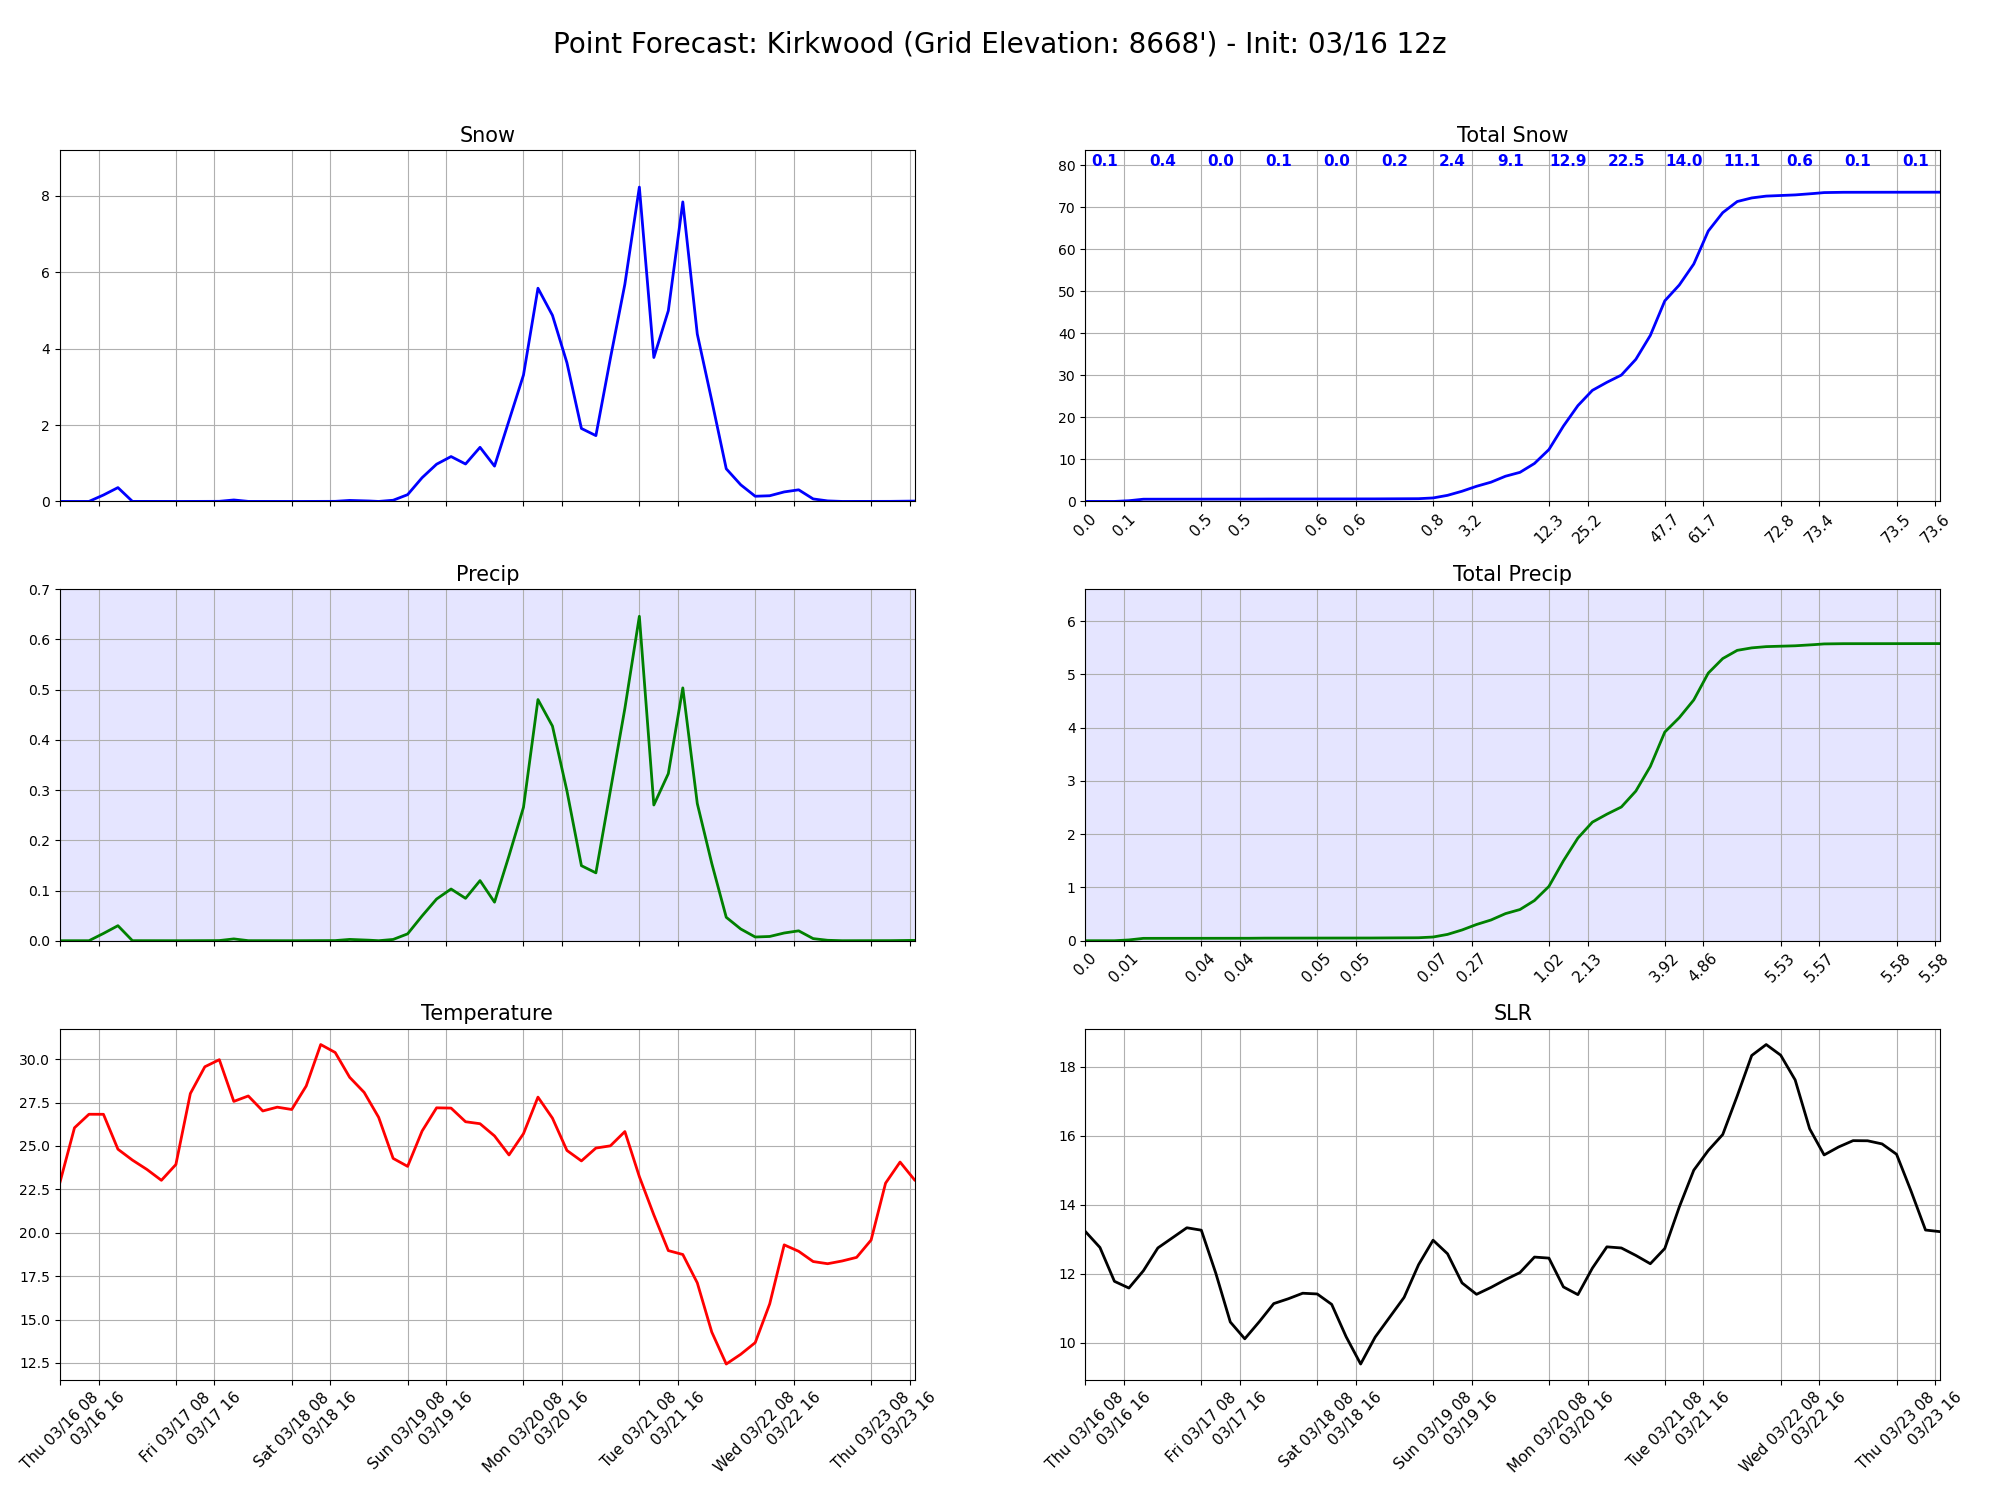 Point Forecast: Kirkwood (Grid Elevation: 8668') - Init: 03/16 12z
Snow
8
6
4
2
0
Total Snow
0.1 0.4 0.0 0.1 0.0 0.2 2.4 9.1 12.9 22.5 14.0 11.1 0.6 0.1 0.1
80
70
60
50
40
30
20
10
0
0.0 0.1 0.5 0.5 0.6 0.6 0.8 3.2 12.3 25.2 47.7 61.7 72.8 73.4 73.5 73.6
Precip
0.7
0.6
0.5
0.4
0.3
0.2
0.1
0.0
Total Precip
6
5
4
3
2
1
0
0.0 0.01 0.04 0.04 0.05 0.05 0.07 0.27 1.02 2.13 3.92 4.86 5.53 5.57 5.58 5.58
Temperature
30.0
27.5
25.0
22.5
20.0
17.5
15.0
12.5
Thu 03/16 08
03/16 16
Fri 03/17 08
03/17 16
Sat 03/18 08
03/18 16
Sun 03/19 08
03/19 16
Mon 03/20 08
03/20 16
Tue 03/21 08
03/21 16
Wed 03/22 08
03/22 16
Thu 03/23 08
03/23 16
SLR
18
16
14
12
10
Thu 03/16 08
03/16 16
Fri 03/17 08
03/17 16
Sat 03/18 08
03/18 16
Sun 03/19 08
03/19 16
Mon 03/20 08
03/20 16
Tue 03/21 08
03/21 16
Wed 03/22 08
03/22 16
Thu 03/23 08
03/23 16